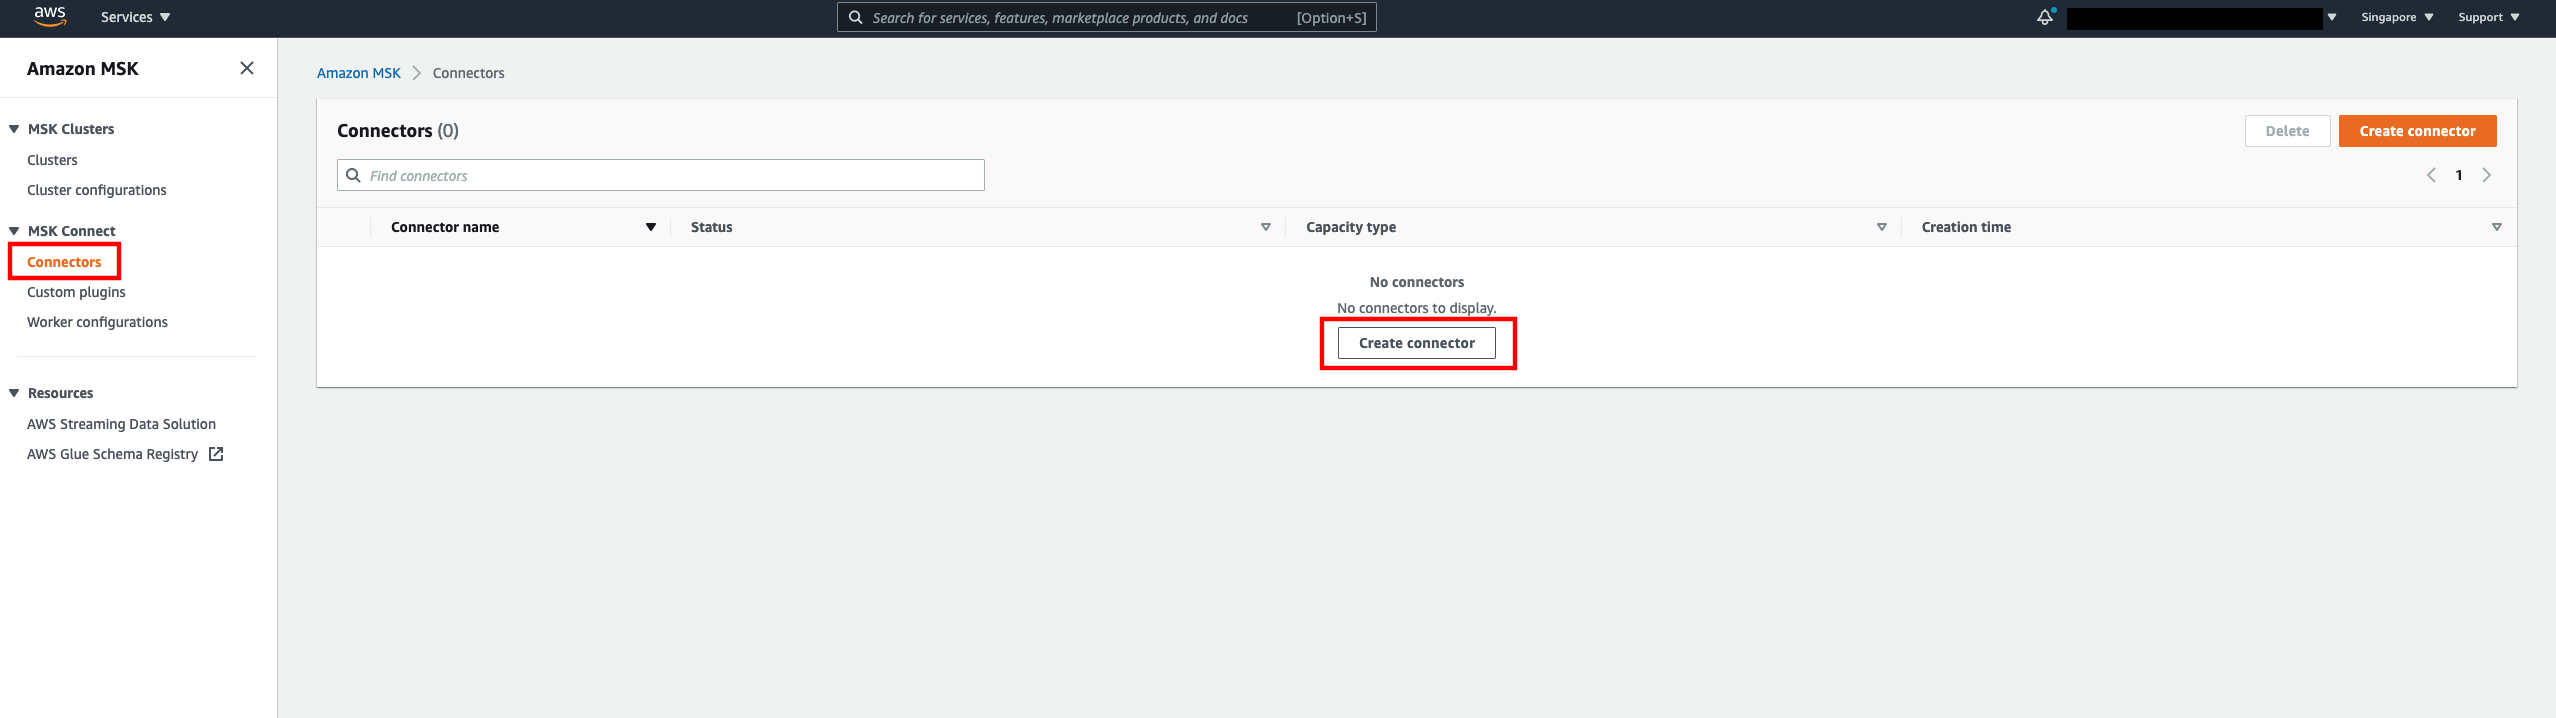 aws
Services
Search for services, features, marketplace products, and docs [Option+S]
Singapore
Support
Amazon MSK
MSK Clusters
Clusters
Cluster configurations
MSK Connect
Connectors
Custom plugins
Worker configurations
Resources
AWS Streaming Data Solution
AWS Glue Schema Registry
Amazon MSK Connectors
Connectors (0)
Delete
Create connector
Find connectors
1
Connector name Status Capacity type Creation time
No connectors
No connectors to display.
Create connector